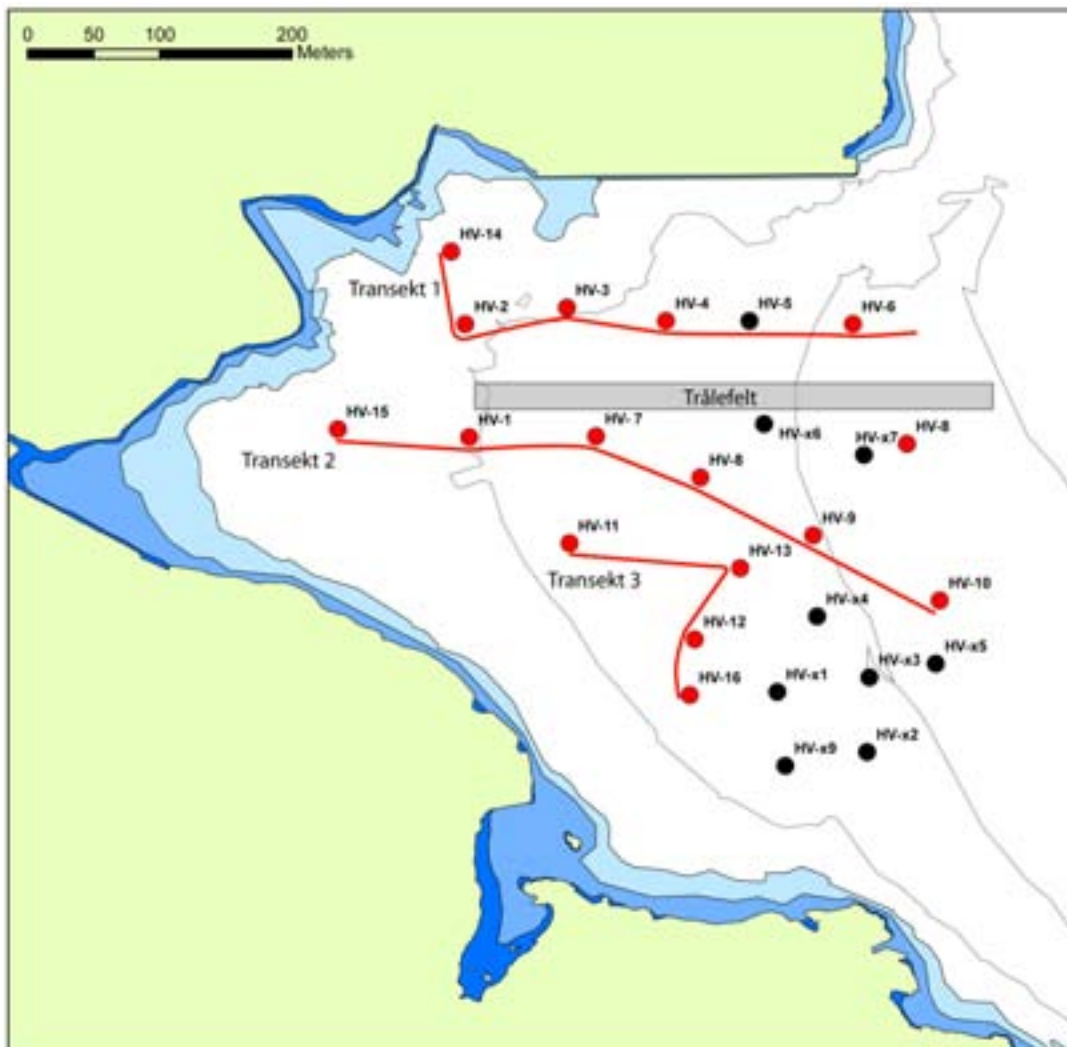 0 50 100 200
Meters
HV-14
Transekt 1
HV-2
HV-3
HV-4
HV-5
HV-6
Trålefelt
HV-15
HV-1
HV- 7
HV-x6
HV-x7
HV-8
Transekt 2
HV-8
HV-9
HV-11
HV-13
Transekt 3
HV-10
HV-x4
HV-12
HV-x5
HV-x3
HV-16
HV-x1
HV-x2
HV-x9